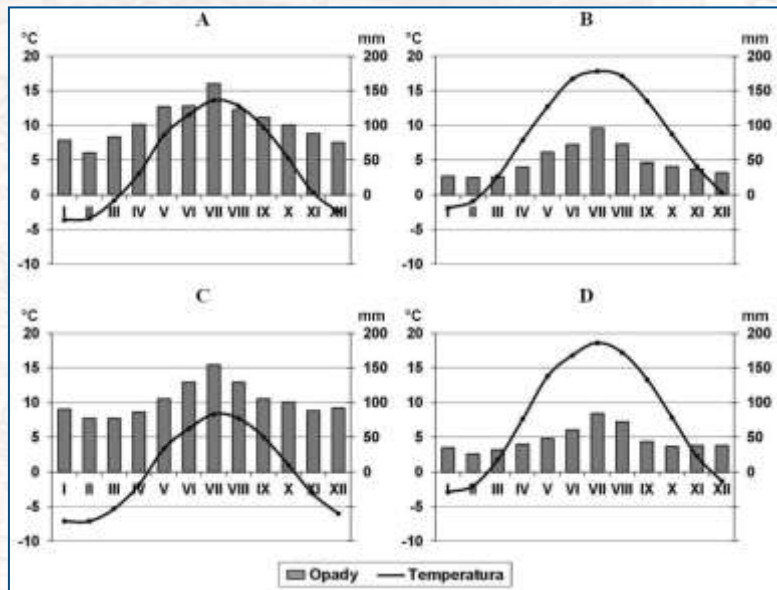 A B
°C mm °C mm
20 200 20 200
15 150 15 150
10 100 10 100
5 50 5 50
0 0 0 0
I II III IV V VI VII VIII IX X XI XII I II III IV V VI VII VIII IX X XI XII
-5 -5
-10 -10
C D
°C mm °C mm
20 200 20 200
15 150 15 150
10 100 10 100
5 50 5 50
0 0 0 0
I II III IV V VI VII VIII IX X XI XII I II III IV V VI VII VIII IX X XI XII
-5 -5
-10 -10
Opady Temperatura